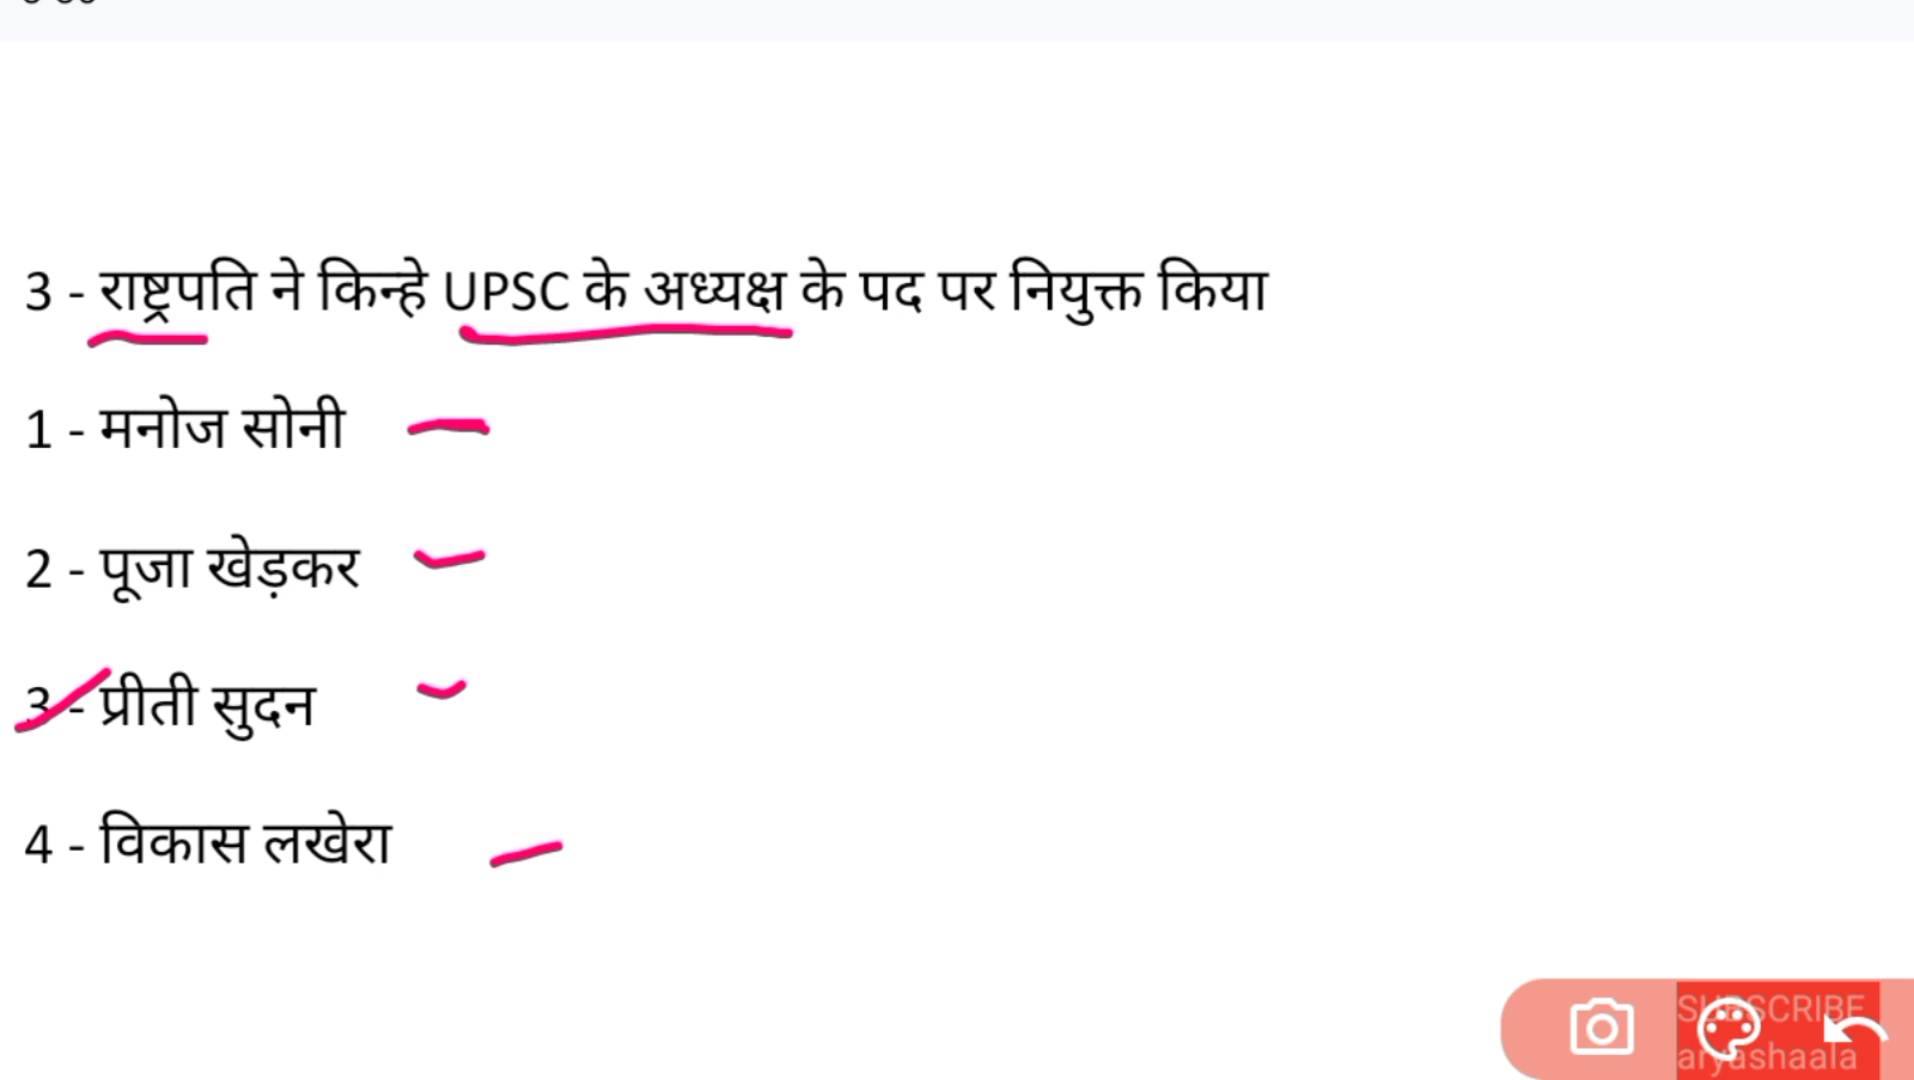 3 - राष्ट्रपति ने किन्हे UPSC के अध्यक्ष के पद पर नियुक्त किया
1 - मनोज सोनी
2 - पूजा खेड़कर
3 - प्रीती सुदन
4 - विकास लखेरा
SUBSCRIBE
aryashaala